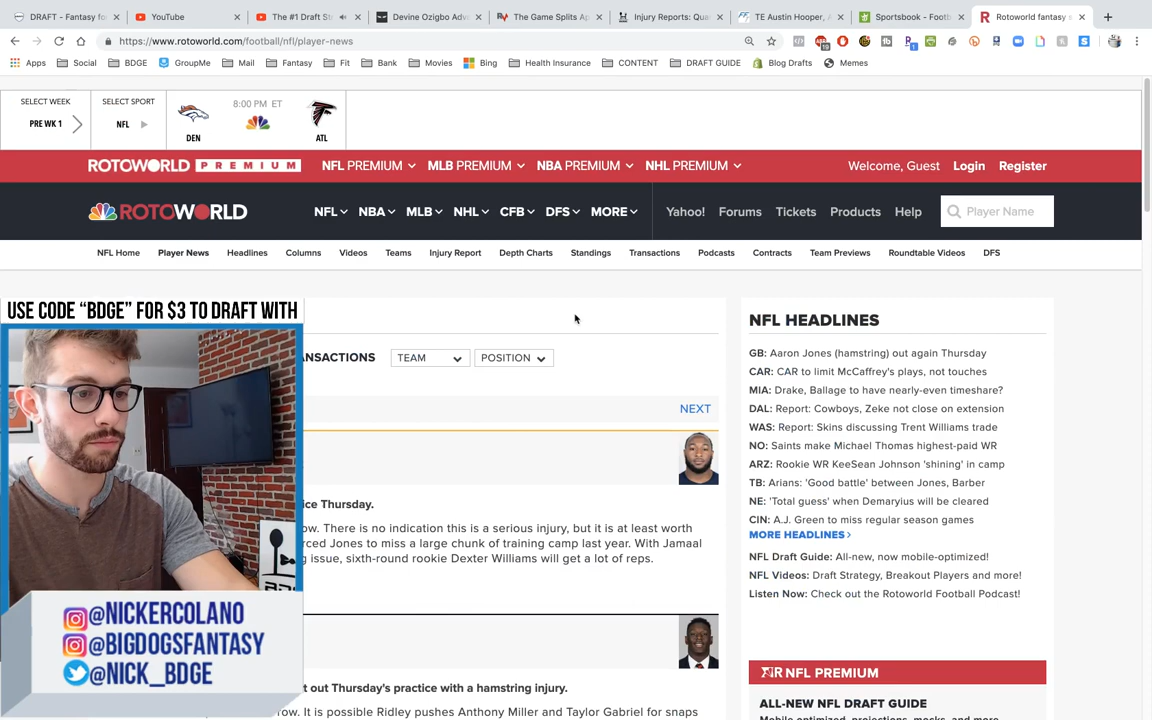 DRAFT - Fantasy fo
YouTube
The #1 Draft St
Devine Ozigbo Adv
The Game Splits Ap
Injury Reports: Qua
TE Austin Hooper, A
Sportsbook - Footb
Rotoworld fantasy
https://www.rotoworld.com/football/nfl/player-news
Apps Social BDGE GroupMe Mail Fantasy Fit Bank Movies Bing Health Insurance CONTENT DRAFT GUIDE Blog Drafts Memes
SELECT WEEK
PRE WK 1
SELECT SPORT
NFL
DEN
8:00 PM ET
ATL
ROTOWORLD PREMIUM NFL PREMIUM MLB PREMIUM NBA PREMIUM NHL PREMIUM Welcome, Guest Login Register
ROTOWORLD NFL NBA MLB NHL CFB DFS MORE Yahoo! Forums Tickets Products Help Player Name
NFL Home Player News Headlines Columns Videos Teams Injury Report Depth Charts Standings Transactions Podcasts Contracts Team Previews Roundtable Videos DFS
USE CODE "BDGE" FOR $3 TO DRAFT WITH
NSACTIONS TEAM POSITION
NEXT
ice Thursday.
ow. There is no indication this is a serious injury, but it is at least worth
rced Jones to miss a large chunk of training camp last year. With Jamaal
g issue, sixth-round rookie Dexter Williams will get a lot of reps.
t out Thursday's practice with a hamstring injury.
row. It is possible Ridley pushes Anthony Miller and Taylor Gabriel for snaps
@NICKERCOLANO
@BIGDOGSFANTASY
@NICK_BDGE
NFL HEADLINES
GB: Aaron Jones (hamstring) out again Thursday
CAR: CAR to limit McCaffrey's plays, not touches
MIA: Drake, Ballage to have nearly-even timeshare?
DAL: Report: Cowboys, Zeke not close on extension
WAS: Report: Skins discussing Trent Williams trade
NO: Saints make Michael Thomas highest-paid WR
ARZ: Rookie WR KeeSean Johnson 'shining' in camp
TB: Arians: 'Good battle' between Jones, Barber
NE: 'Total guess' when Demaryius will be cleared
CIN: A.J. Green to miss regular season games
MORE HEADLINES
NFL Draft Guide: All-new, now mobile-optimized!
NFL Videos: Draft Strategy, Breakout Players and more!
Listen Now: Check out the Rotoworld Football Podcast!
NFL PREMIUM
ALL-NEW NFL DRAFT GUIDE
Mobile optimized, projections, mocks, and more